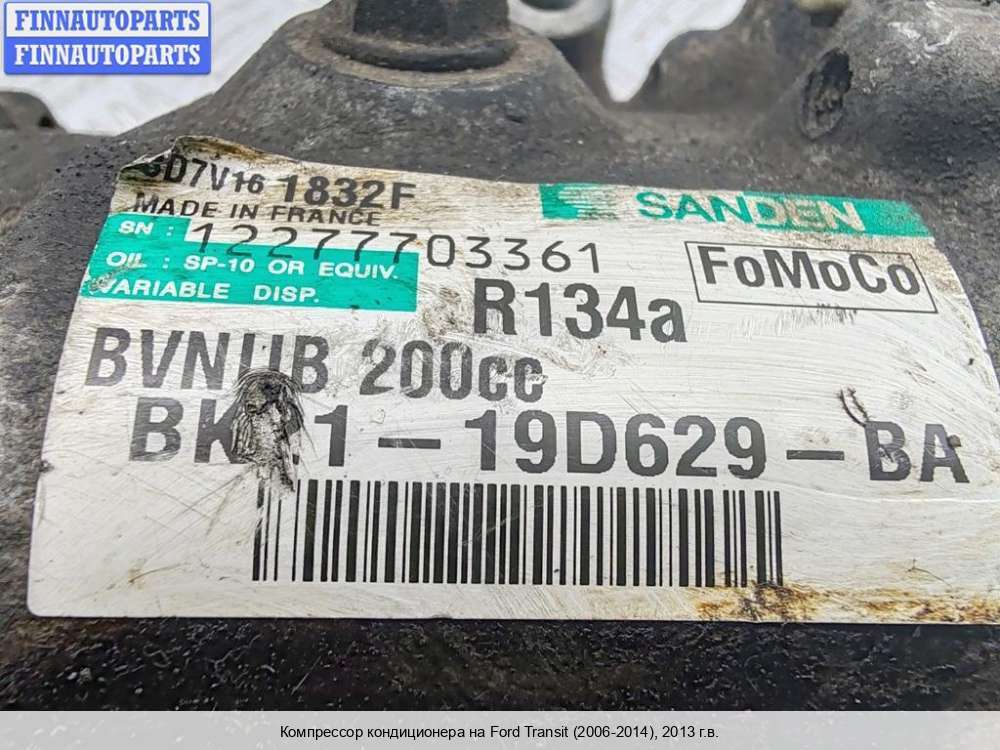 FINNAUTOPARTS
FINNAUTOPARTS
SD7V16 1832F
MADE IN FRANCE
SANDEN
SN : 12277703361
OIL : SP-10 OR EQUIV.
VARIABLE DISP.
FoMoCo
R134a
200cc
19D629-BA
Компрессор кондиционера на Ford Transit (2006-2014), 2013 г.в.